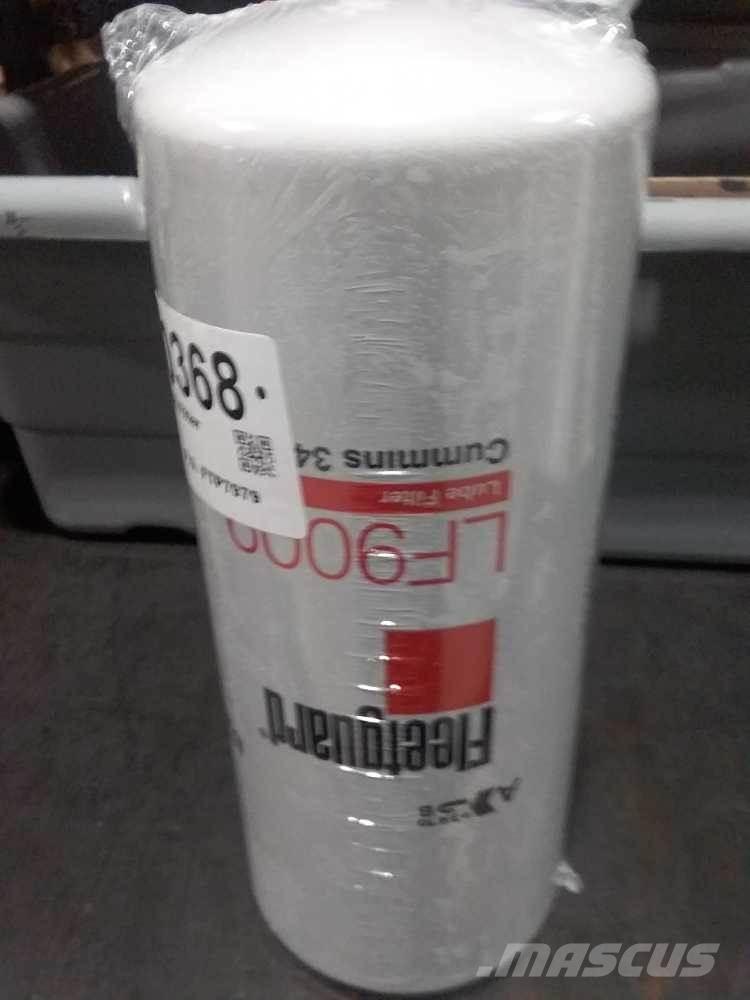 368
Cummins 34
Lube Filter
LF9000
Fleetguard
.MASCUS